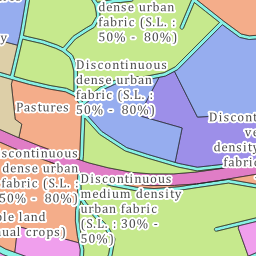 dense urban
fabric (S.L. :
50% - 80%)
Discontinuous
dense urban
fabric (S.L. :
50% - 80%)
Pastures
Discont
ve
density
fabric
scontinuous
dense urban
fabric (S.L. :
50% - 80%)
Discontinuous
medium density
urban fabric
(S.L. : 30% -
50%)
ble land
ual crops)